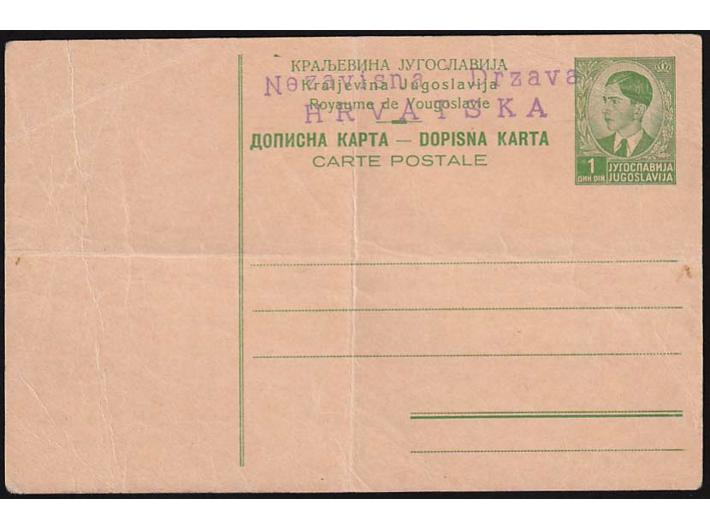 КРАЉЕВИНА ЈУГОСЛАВИЈА
Nezavisna Drzava
Kraljevina Jugoslavija
Royaume de Yougoslavie
HRVATSKA
ДОПИСНА КАРТА — DOPISNA KARTA
CARTE POSTALE
1
ДИН DIN
ЈУГОСЛАВИЈА
JUGOSLAVIJA